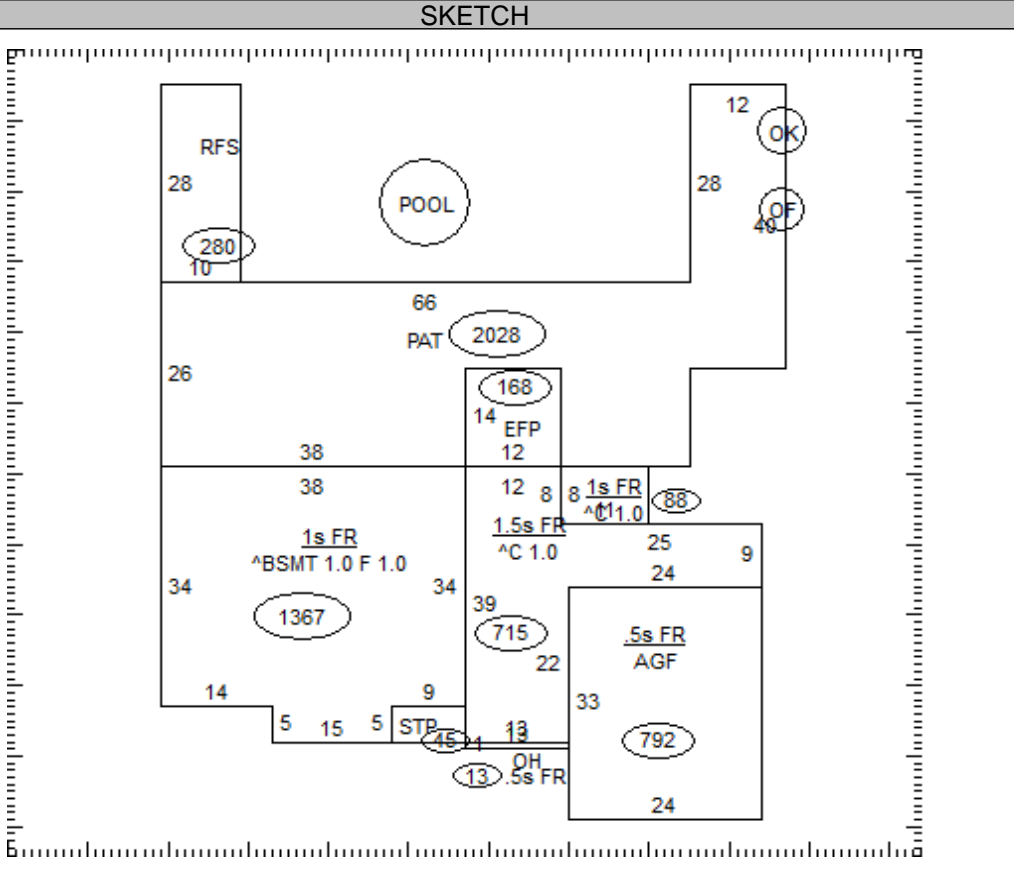 SKETCH
12
OK
RFS
28
28
POOL
OF
40
280
10
66
PAT
2028
26
168
14
EFP
38
12
38
12
8
8
1s FR
88
^C 1.0
11
1.5s FR
^C 1.0
25
9
24
1s FR
^BSMT 1.0 F 1.0
34
34
39
1367
715
.5s FR
AGF
22
33
14
9
5
15
5
STP
45
1
13
13
792
OH
13
.5s FR
24